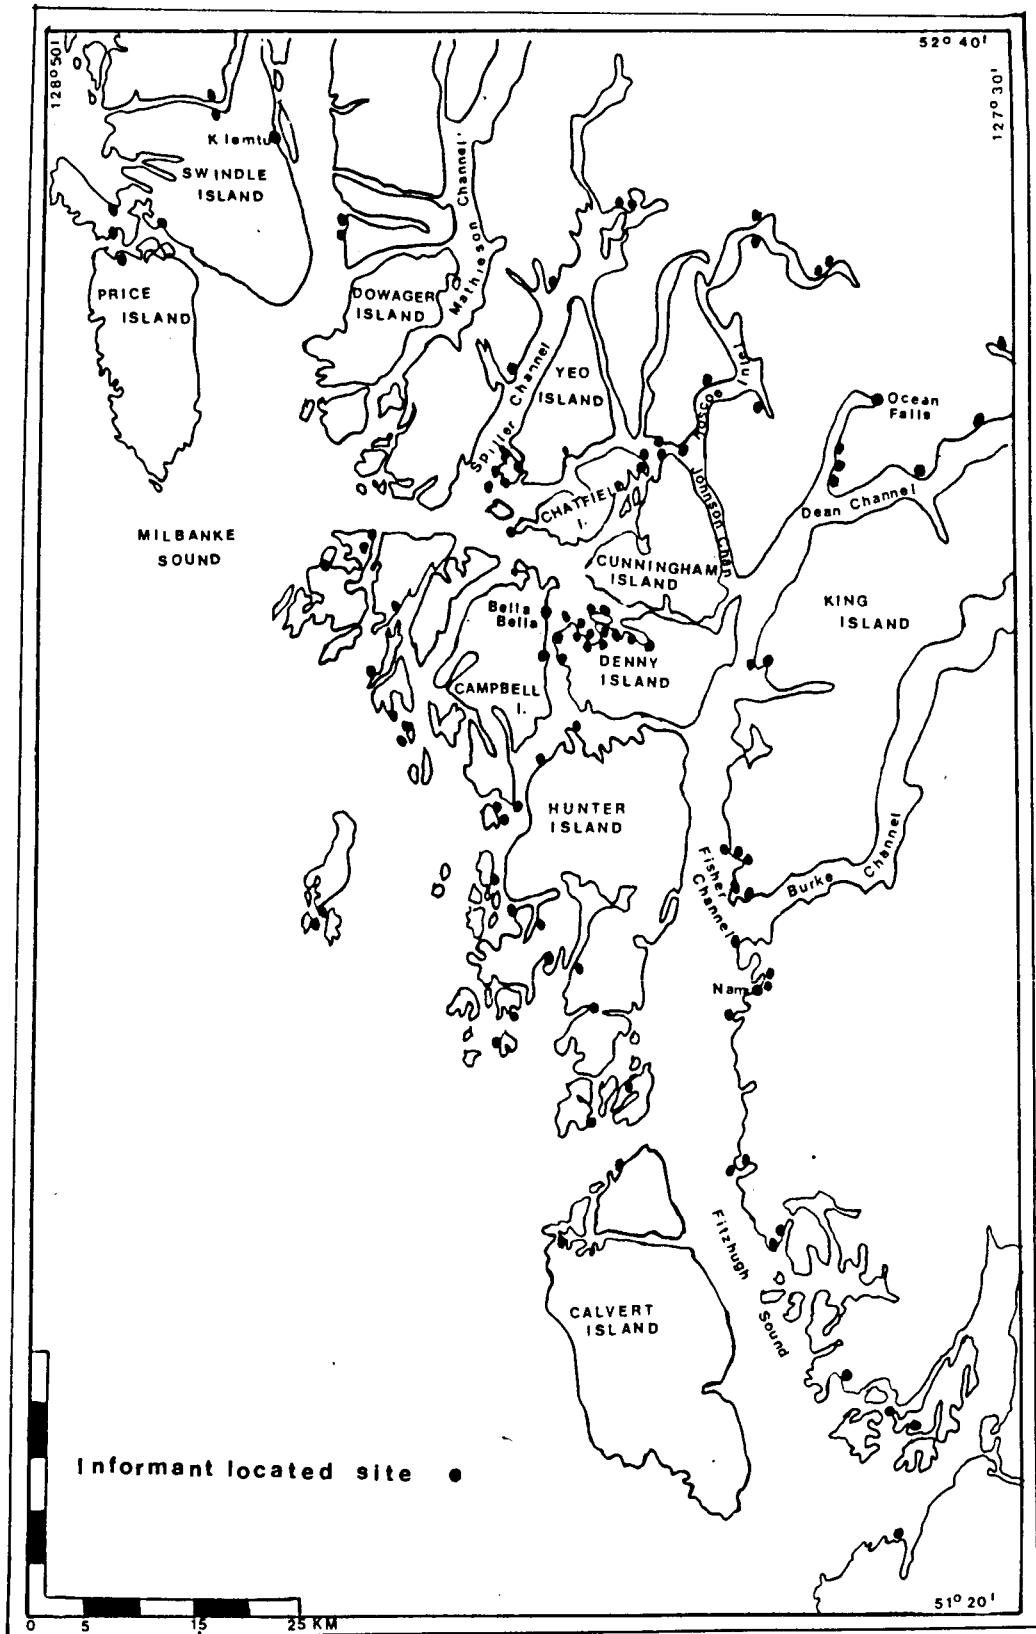 52° 40'
128° 50'
127° 30'
Klemtu
SWINDLE
ISLAND
Mathieson Channel
PRICE
ISLAND
DOWAGER
ISLAND
Spiller Channel
YEO
ISLAND
Roscoe Inlet
Ocean
Falls
Dean Channel
CHATFIELD
I.
Johnson Chan
MILBANKE
SOUND
CUNNINGHAM
ISLAND
KING
ISLAND
Bella
Bella
DENNY
ISLAND
CAMPBELL
I.
HUNTER
ISLAND
Fisher
Channel
Burke Channel
Namu
Fitzhugh
Sound
CALVERT
ISLAND
Informant located site
51° 20'
0 5 15 25 KM